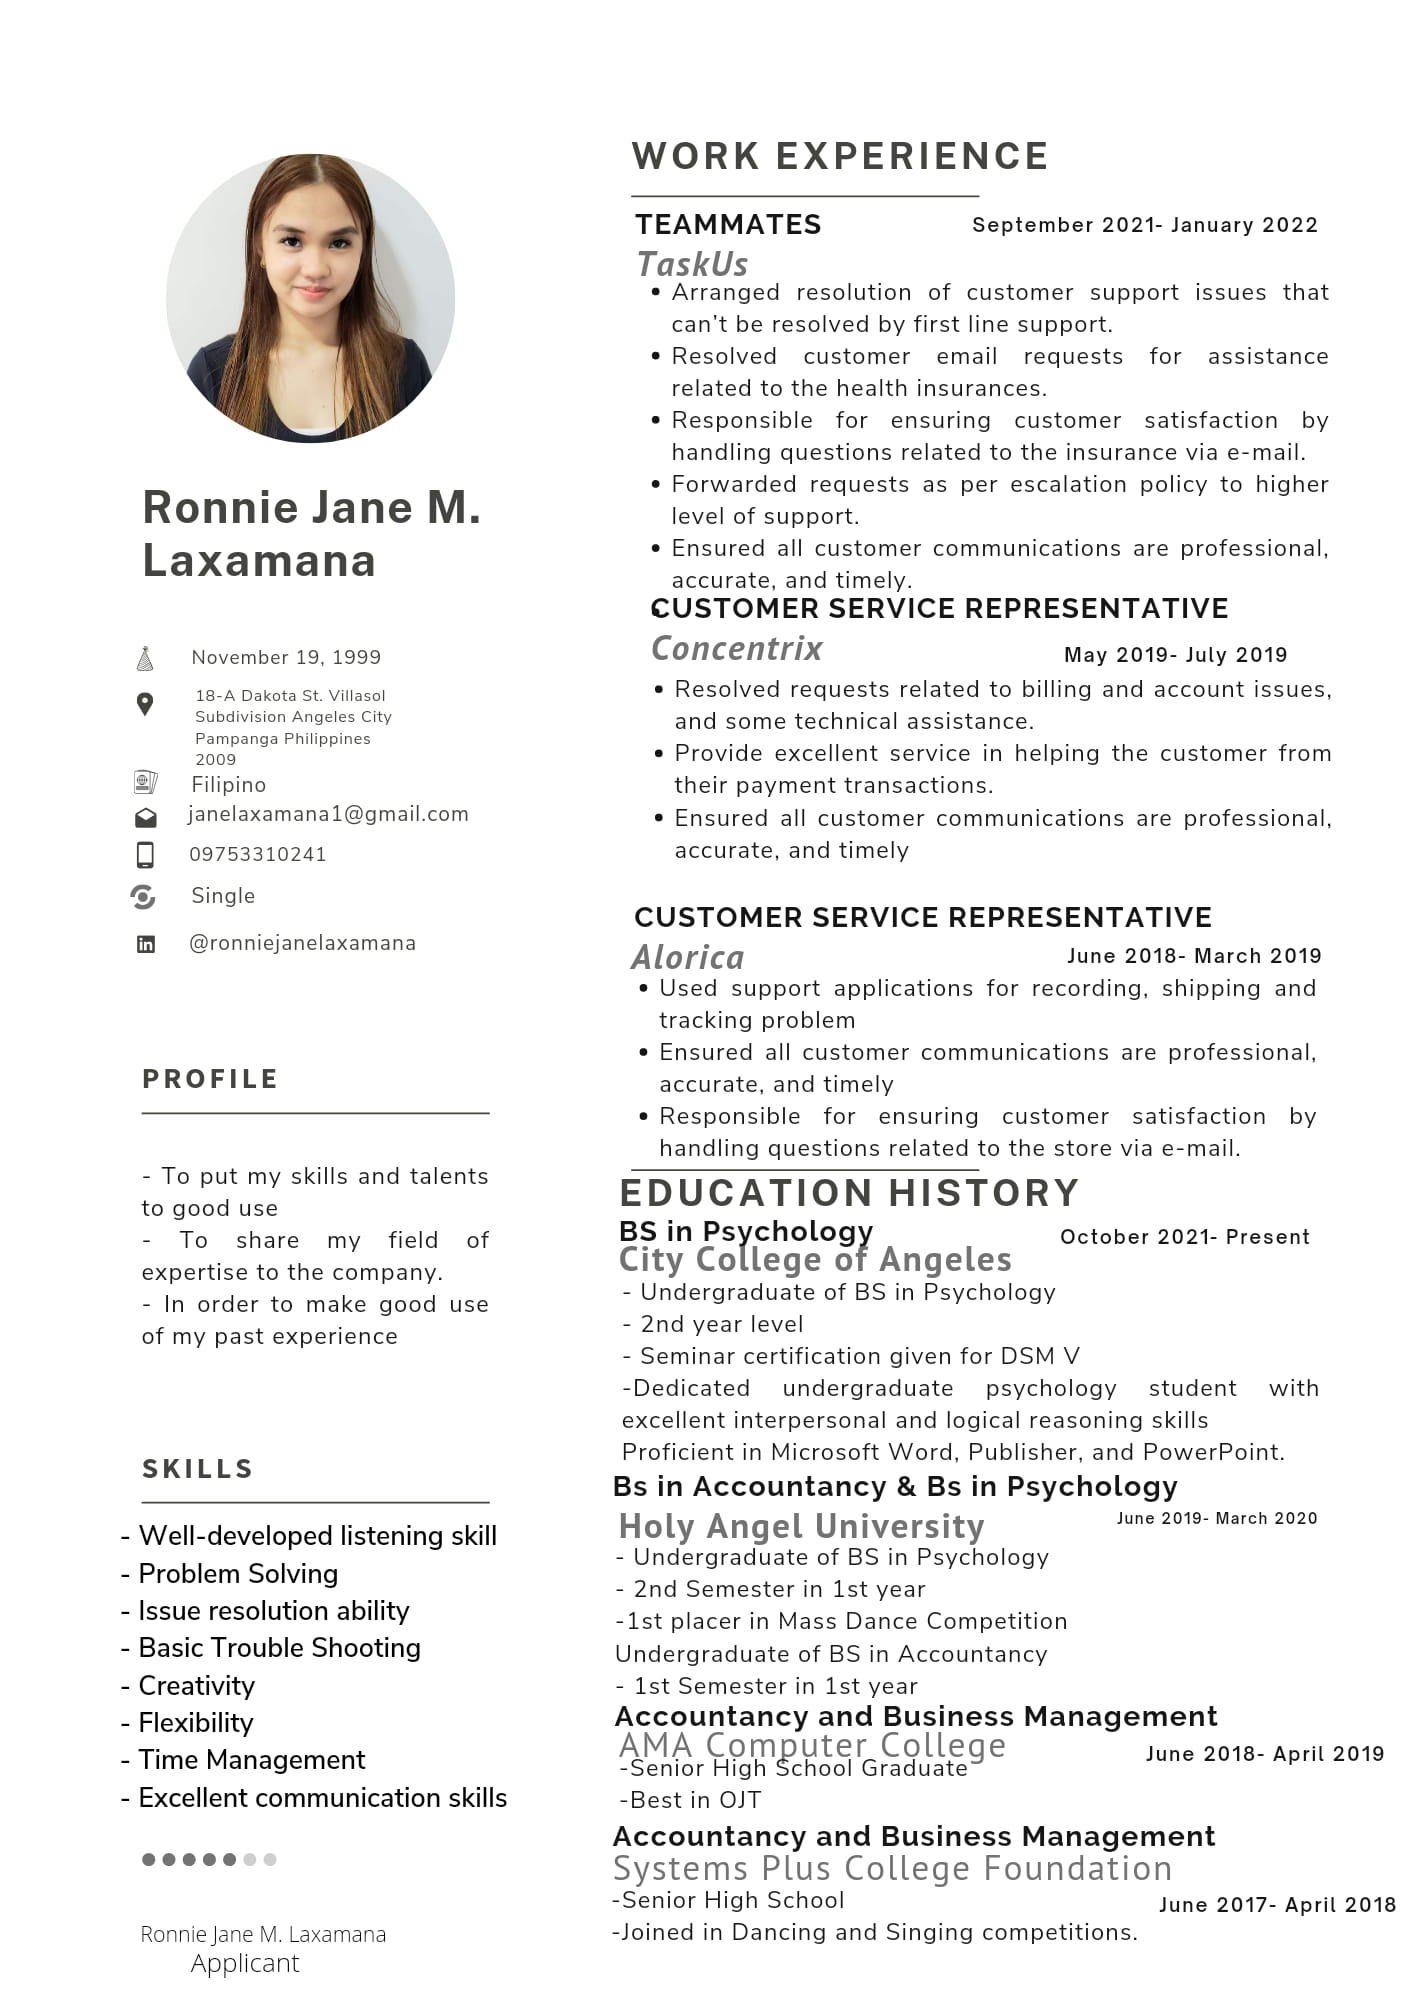 Ronnie Jane M.
Laxamana
November 19, 1999
18-A Dakota St. Villasol
Subdivision Angeles City
Pampanga Philippines
2009
Filipino
janelaxamana1@gmail.com
09753310241
Single
in
@ronniejanelaxamana
PROFILE
- To put my skills and talents
to good use
- To share my field of
expertise to the company.
- In order to make good use
of my past experience
SKILLS
- Well-developed listening skill
- Problem Solving
- Issue resolution ability
- Basic Trouble Shooting
- Creativity
- Flexibility
- Time Management
- Excellent communication skills
Ronnie Jane M. Laxamana
Applicant
WORK EXPERIENCE
TEAMMATES September 2021- January 2022
TaskUs
• Arranged resolution of customer support issues that
can't be resolved by first line support.
• Resolved customer email requests for assistance
related to the health insurances.
• Responsible for ensuring customer satisfaction by
handling questions related to the insurance via e-mail.
• Forwarded requests as per escalation policy to higher
level of support.
• Ensured all customer communications are professional,
accurate, and timely.
CUSTOMER SERVICE REPRESENTATIVE
Concentrix May 2019- July 2019
• Resolved requests related to billing and account issues,
and some technical assistance.
• Provide excellent service in helping the customer from
their payment transactions.
• Ensured all customer communications are professional,
accurate, and timely
CUSTOMER SERVICE REPRESENTATIVE
Alorica June 2018- March 2019
• Used support applications for recording, shipping and
tracking problem
• Ensured all customer communications are professional,
accurate, and timely
• Responsible for ensuring customer satisfaction by
handling questions related to the store via e-mail.
EDUCATION HISTORY
BS in Psychology October 2021- Present
City College of Angeles
- Undergraduate of BS in Psychology
- 2nd year level
- Seminar certification given for DSM V
-Dedicated undergraduate psychology student with
excellent interpersonal and logical reasoning skills
Proficient in Microsoft Word, Publisher, and PowerPoint.
Bs in Accountancy & Bs in Psychology
Holy Angel University June 2019- March 2020
- Undergraduate of BS in Psychology
- 2nd Semester in 1st year
-1st placer in Mass Dance Competition
Undergraduate of BS in Accountancy
- 1st Semester in 1st year
Accountancy and Business Management
AMA Computer College June 2018- April 2019
-Senior High School Graduate
-Best in OJT
Accountancy and Business Management
Systems Plus College Foundation
-Senior High School June 2017- April 2018
-Joined in Dancing and Singing competitions.